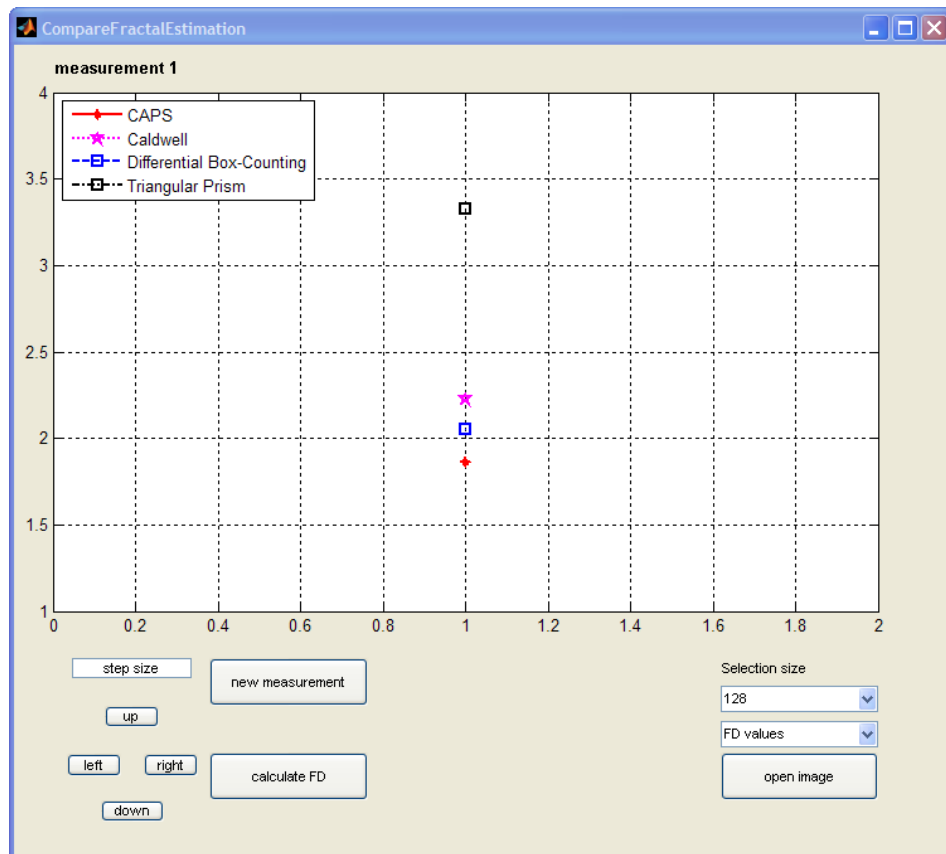 CompareFractalEstimation
measurement 1
4
CAPS
Caldwell
Differential Box-Counting
Triangular Prism
3.5
3
2.5
2
1.5
1
0 0.2 0.4 0.6 0.8 1 1.2 1.4 1.6 1.8 2
step size
new measurement
Selection size
128
up
FD values
left right
calculate FD
open image
down